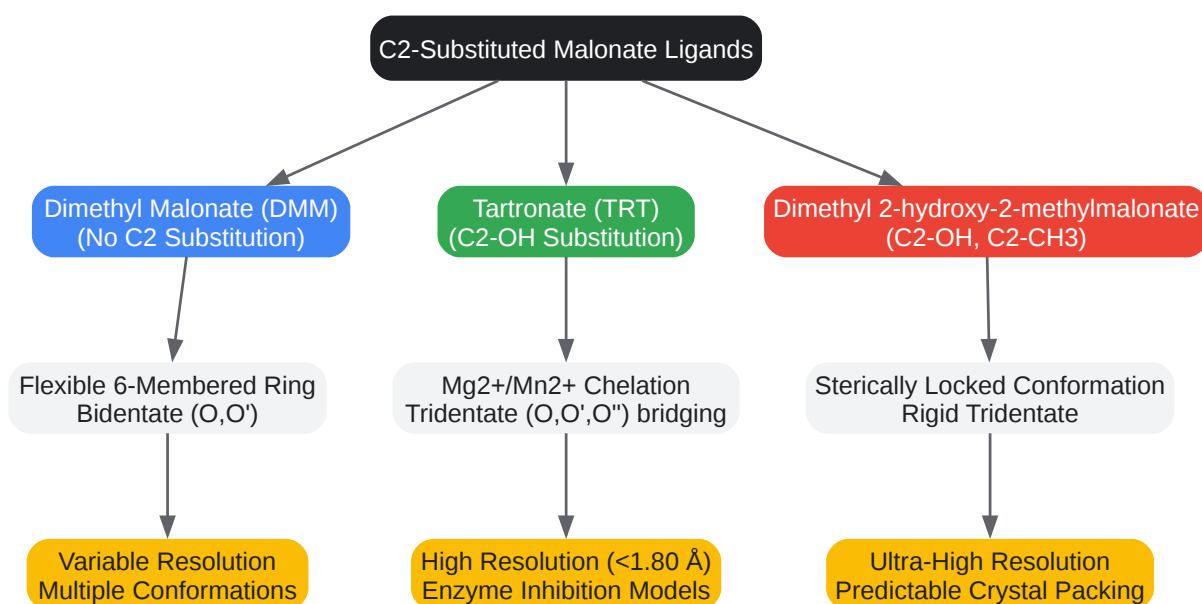 C2-Substituted Malonate Ligands
Dimethyl Malonate (DMM)
(No C2 Substitution)
Tartronate (TRT)
(C2-OH Substitution)
Dimethyl 2-hydroxy-2-methylmalonate
(C2-OH, C2-CH3)
Flexible 6-Membered Ring
Bidentate (O,O')
Mg2+/Mn2+ Chelation
Tridentate (O,O',O'') bridging
Sterically Locked Conformation
Rigid Tridentate
Variable Resolution
Multiple Conformations
High Resolution (<1.80 Å)
Enzyme Inhibition Models
Ultra-High Resolution
Predictable Crystal Packing